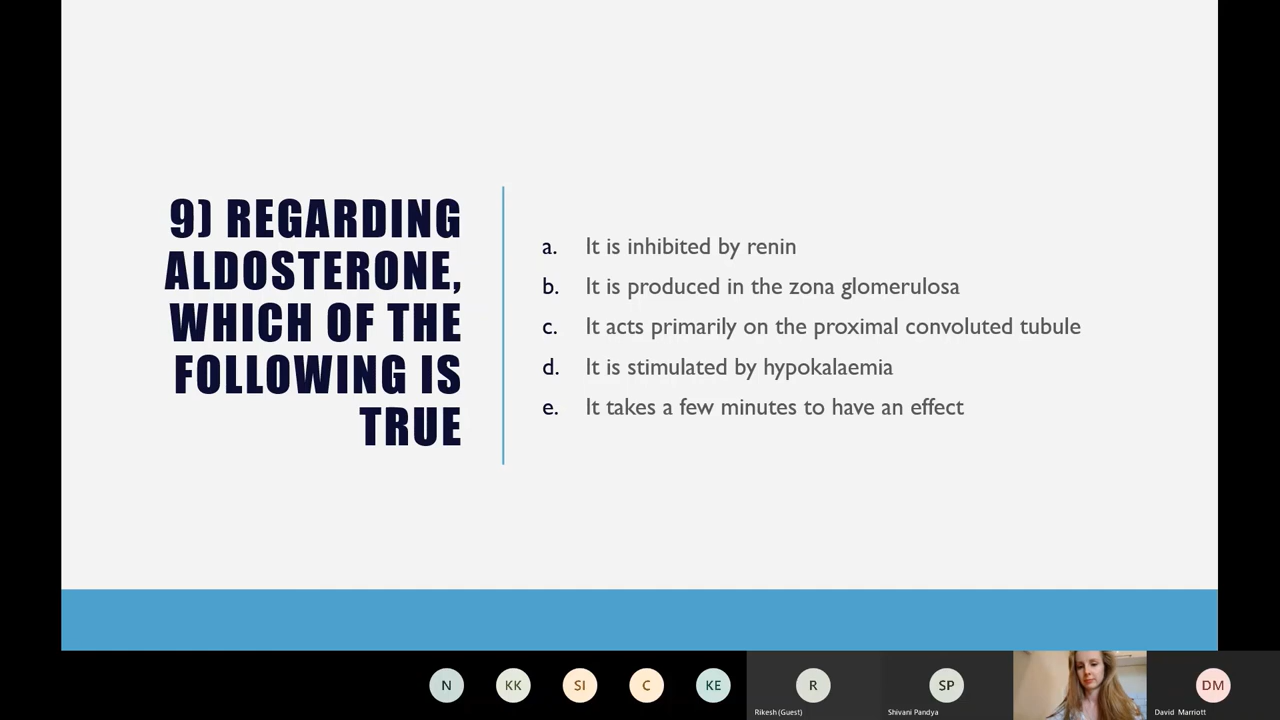 9) REGARDING
ALDOSTERONE,
WHICH OF THE
FOLLOWING IS
TRUE
a. It is inhibited by renin
b. It is produced in the zona glomerulosa
c. It acts primarily on the proximal convoluted tubule
d. It is stimulated by hypokalaemia
e. It takes a few minutes to have an effect
N KK SI C KE R SP DM
Rikesh (Guest) Shivani Pandya David Marriott